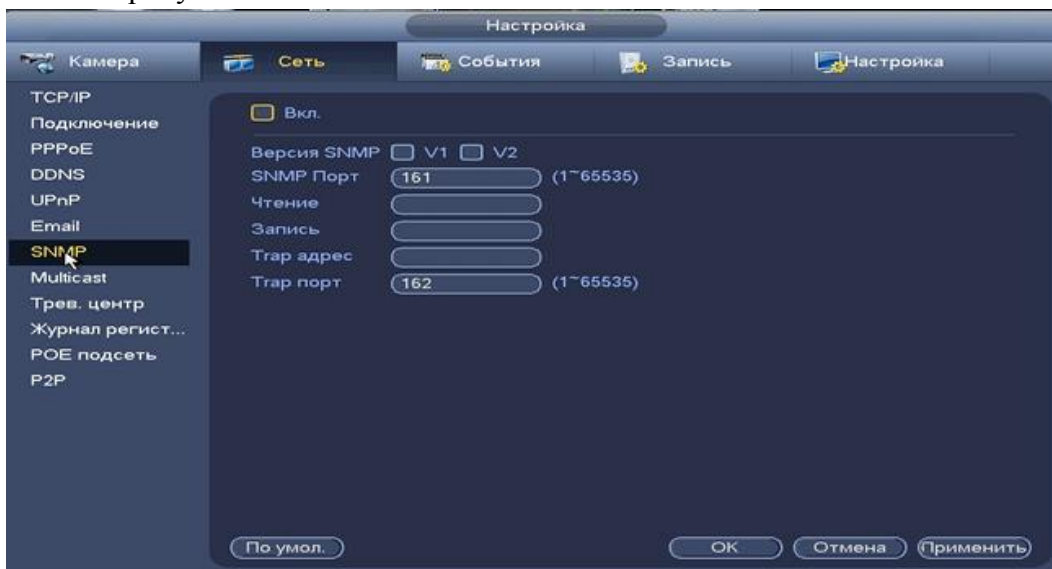 Настройка
Камера Сеть События Запись Настройка
TCP/IP
Подключение
PPPoE
DDNS
UPnP
Email
SNMP
Multicast
Трев. центр
Журнал регист...
POE подсеть
P2P
Вкл.
Версия SNMP V1 V2
SNMP Порт 161 (1~65535)
Чтение
Запись
Trap адрес
Trap порт 162 (1~65535)
По умол. OK Отмена Применить